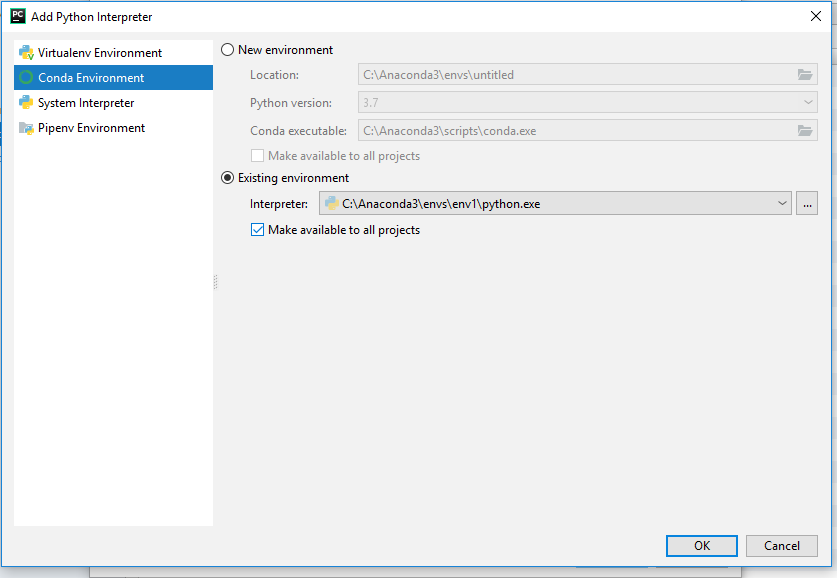 PC Add Python Interpreter
Virtualenv Environment
Conda Environment
System Interpreter
Pipenv Environment
New environment
Location: C:\Anaconda3\envs\untitled
Python version: 3.7
Conda executable: C:\Anaconda3\scripts\conda.exe
Make available to all projects
Existing environment
Interpreter: C:\Anaconda3\envs\env1\python.exe ...
Make available to all projects
OK Cancel